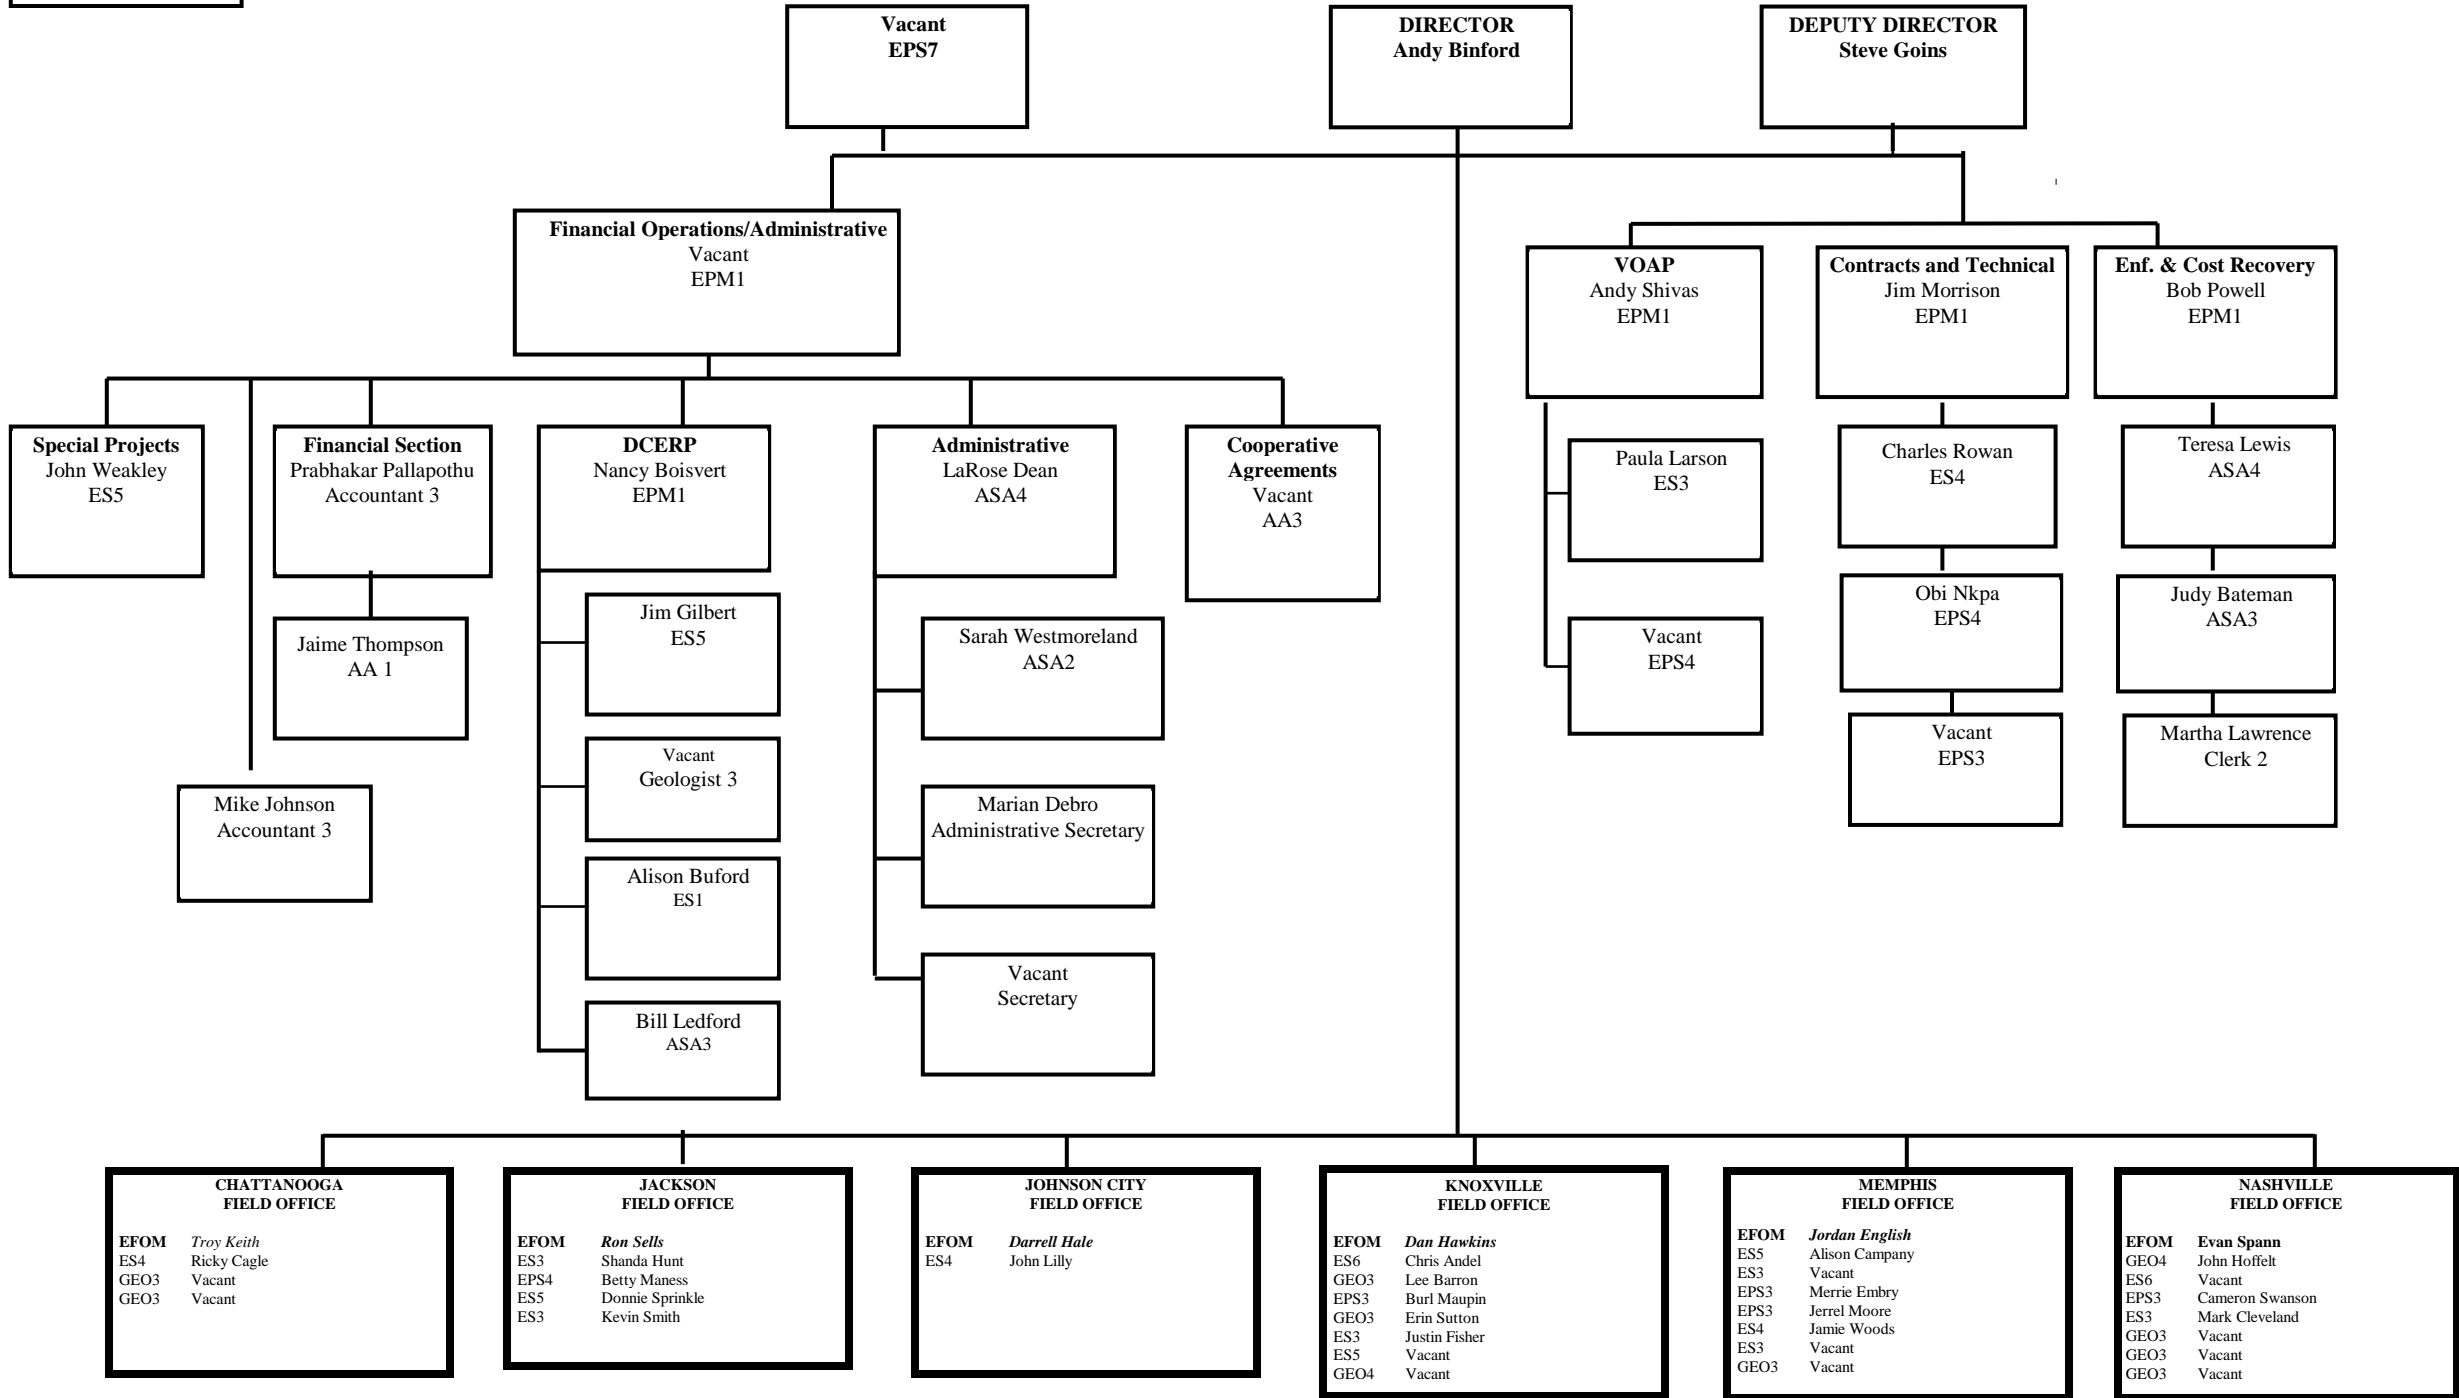 Vacant
EPS7
DIRECTOR
Andy Binford
DEPUTY DIRECTOR
Steve Goins
Financial Operations/Administrative
Vacant
EPM1
VOAP
Andy Shivas
EPM1
Contracts and Technical
Jim Morrison
EPM1
Enf. & Cost Recovery
Bob Powell
EPM1
Special Projects
John Weakley
ES5
Financial Section
Prabhakar Pallapothu
Accountant 3
DCERP
Nancy Boisvert
EPM1
Administrative
LaRose Dean
ASA4
Cooperative
Agreements
Vacant
AA3
Paula Larson
ES3
Charles Rowan
ES4
Teresa Lewis
ASA4
Jaime Thompson
AA 1
Jim Gilbert
ES5
Sarah Westmoreland
ASA2
Vacant
EPS4
Obi Nkpa
EPS4
Judy Bateman
ASA3
Mike Johnson
Accountant 3
Vacant
Geologist 3
Marian Debro
Administrative Secretary
Vacant
EPS3
Martha Lawrence
Clerk 2
Alison Buford
ES1
Vacant
Secretary
Bill Ledford
ASA3
CHATTANOOGA
FIELD OFFICE
EFOM Troy Keith
ES4 Ricky Cagle
GEO3 Vacant
GEO3 Vacant
JACKSON
FIELD OFFICE
EFOM Ron Sells
ES3 Shanda Hunt
EPS4 Betty Maness
ES5 Donnie Sprinkle
ES3 Kevin Smith
JOHNSON CITY
FIELD OFFICE
EFOM Darrell Hale
ES4 John Lilly
KNOXVILLE
FIELD OFFICE
EFOM Dan Hawkins
ES6 Chris Andel
GEO3 Lee Barron
EPS3 Burl Maupin
GEO3 Erin Sutton
ES3 Justin Fisher
ES5 Vacant
GEO4 Vacant
MEMPHIS
FIELD OFFICE
EFOM Jordan English
ES5 Alison Campany
ES3 Vacant
EPS3 Merrie Embry
EPS3 Jerrel Moore
ES4 Jamie Woods
ES3 Vacant
GEO3 Vacant
NASHVILLE
FIELD OFFICE
EFOM Evan Spann
GEO4 John Hoffelt
ES6 Vacant
EPS3 Cameron Swanson
ES3 Mark Cleveland
GEO3 Vacant
GEO3 Vacant
GEO3 Vacant